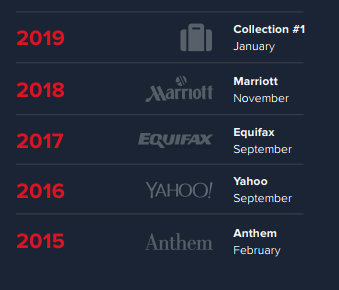 2019
Collection #1
January
2018
Marriott
Marriott
November
2017
EQUIFAX
Equifax
September
2016
YAHOO!
Yahoo
September
2015
Anthem
Anthem
February